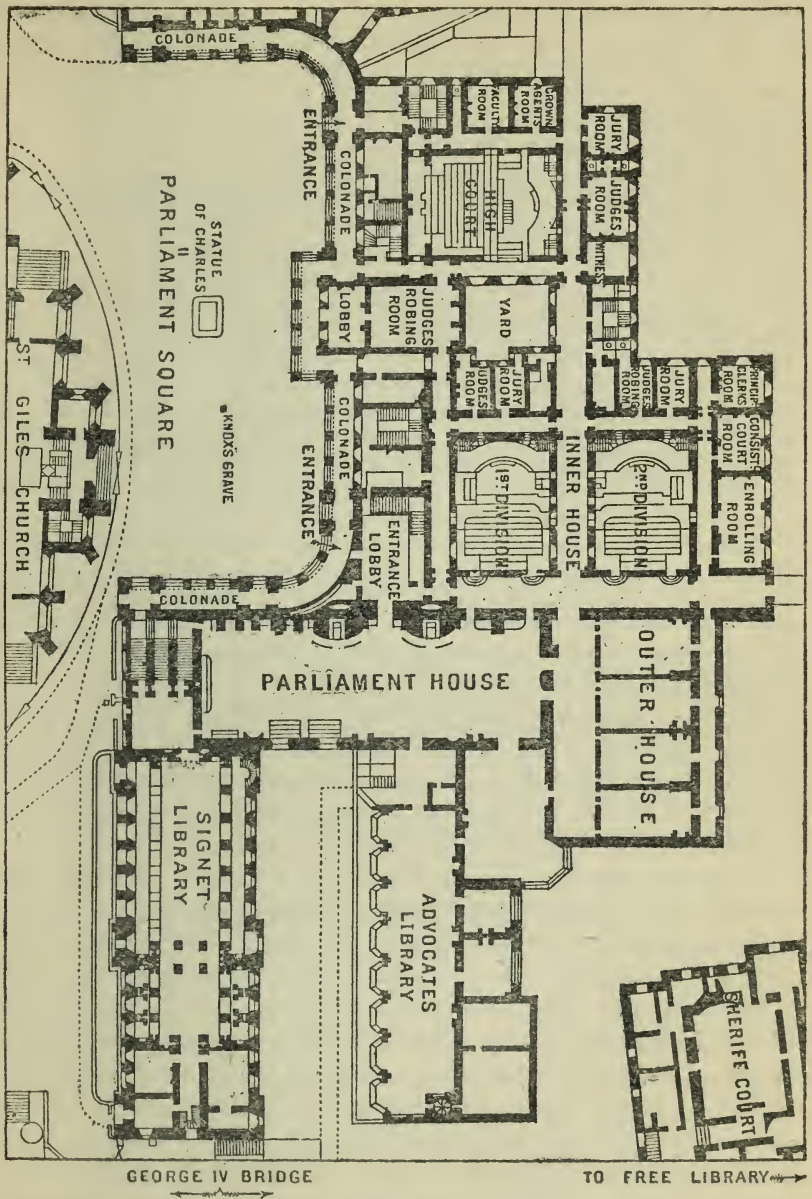 COLONADE
ENTRANCE
COLONADE
FACULTY
ROOM
CROWN
AGENTS
ROOM
JURY
ROOM
JUDGES
ROOM
HIGH
COURT
WITNESS
PARLIAMENT SQUARE
STATUE
OF CHARLES
II
LOBBY
JUDGES
ROBING
ROOM
YARD
JUDGES
ROOM
JURY
ROOM
JUDGES
ROBING
ROOM
JURY
ROOM
PRINCIPL
CLERKS
ROOM
CONSIST.
COURT
ROOM
ENROLLING
ROOM
ST GILES CHURCH
KNOX'S GRAVE
COLONADE
ENTRANCE
ENTRANCE
LOBBY
1ST DIVISION
INNER HOUSE
2ND DIVISION
COLONADE
PARLIAMENT HOUSE
OUTER HOUSE
SIGNET
LIBRARY
ADVOCATES
LIBRARY
SHERIFF COURT
GEORGE IV BRIDGE
TO FREE LIBRARY